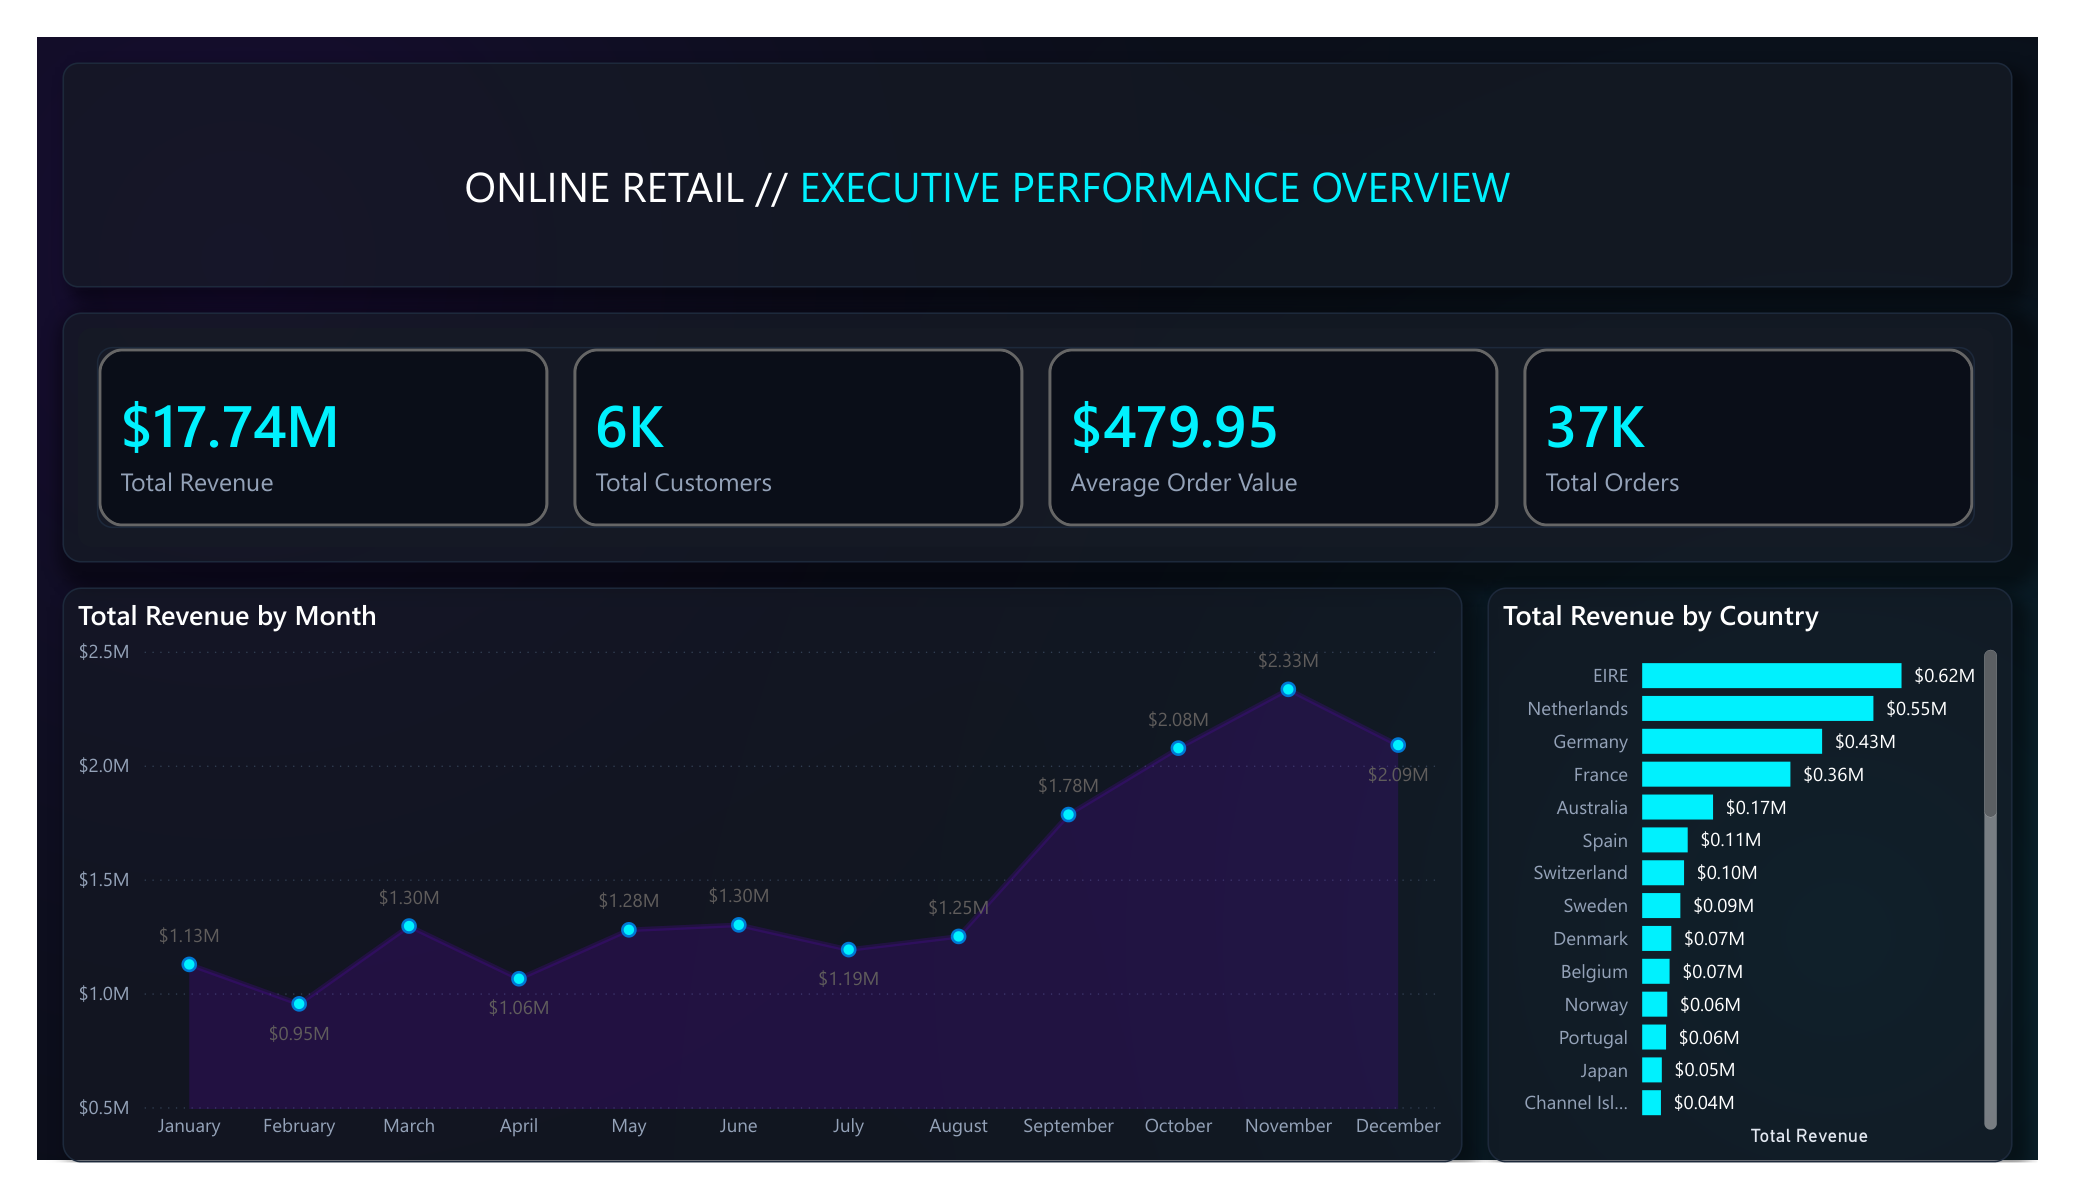 ONLINE RETAIL // EXECUTIVE PERFORMANCE OVERVIEW
$17.74M
Total Revenue
6K
Total Customers
$479.95
Average Order Value
37K
Total Orders
Total Revenue by Month
$2.5M
$2.0M
$1.5M
$1.0M
$0.5M
$1.13M
$0.95M
$1.30M
$1.06M
$1.28M
$1.30M
$1.19M
$1.25M
$1.78M
$2.08M
$2.33M
$2.09M
January February March April May June July August September October November December
Total Revenue by Country
EIRE $0.62M
Netherlands $0.55M
Germany $0.43M
France $0.36M
Australia $0.17M
Spain $0.11M
Switzerland $0.10M
Sweden $0.09M
Denmark $0.07M
Belgium $0.07M
Norway $0.06M
Portugal $0.06M
Japan $0.05M
Channel Isl... $0.04M
Total Revenue